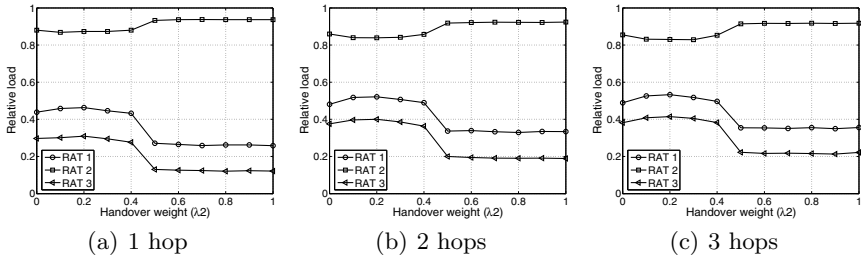 1
0.8
0.6
0.4
0.2
0
Relative load
RAT 1
RAT 2
RAT 3
0 0.2 0.4 0.6 0.8 1
Handover weight (λ2)
(a) 1 hop
1
0.8
0.6
0.4
0.2
0
Relative load
RAT 1
RAT 2
RAT 3
0 0.2 0.4 0.6 0.8 1
Handover weight (λ2)
(b) 2 hops
1
0.8
0.6
0.4
0.2
0
Relative load
RAT 1
RAT 2
RAT 3
0 0.2 0.4 0.6 0.8 1
Handover weight (λ2)
(c) 3 hops